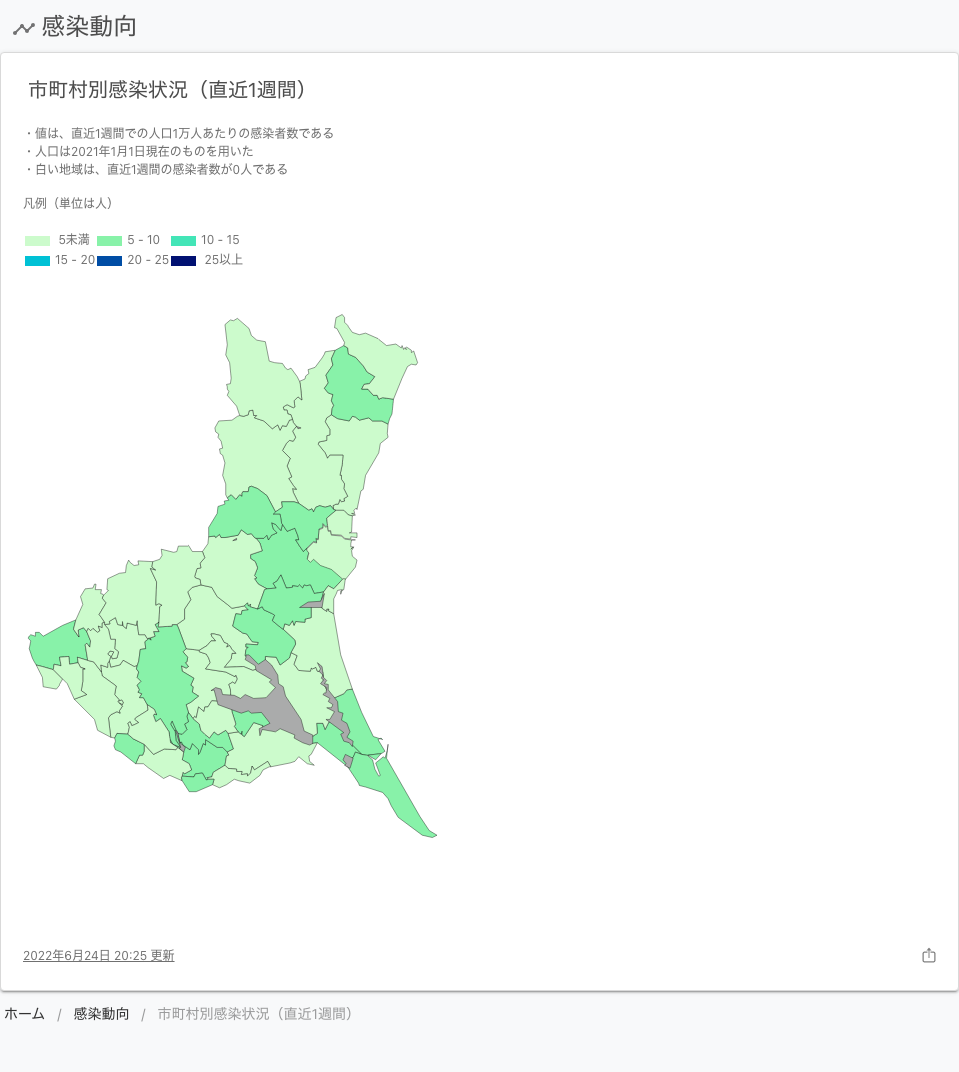 感染動向
市町村別感染状況（直近1週間）
・値は、直近1週間での人口1万人あたりの感染者数である
・人口は2021年1月1日現在のものを用いた
・白い地域は、直近1週間の感染者数が0人である
凡例（単位は人）
5未満 5 - 10 10 - 15
15 - 20 20 - 25 25以上
2022年6月24日 20:25 更新
ホーム / 感染動向 / 市町村別感染状況（直近1週間）